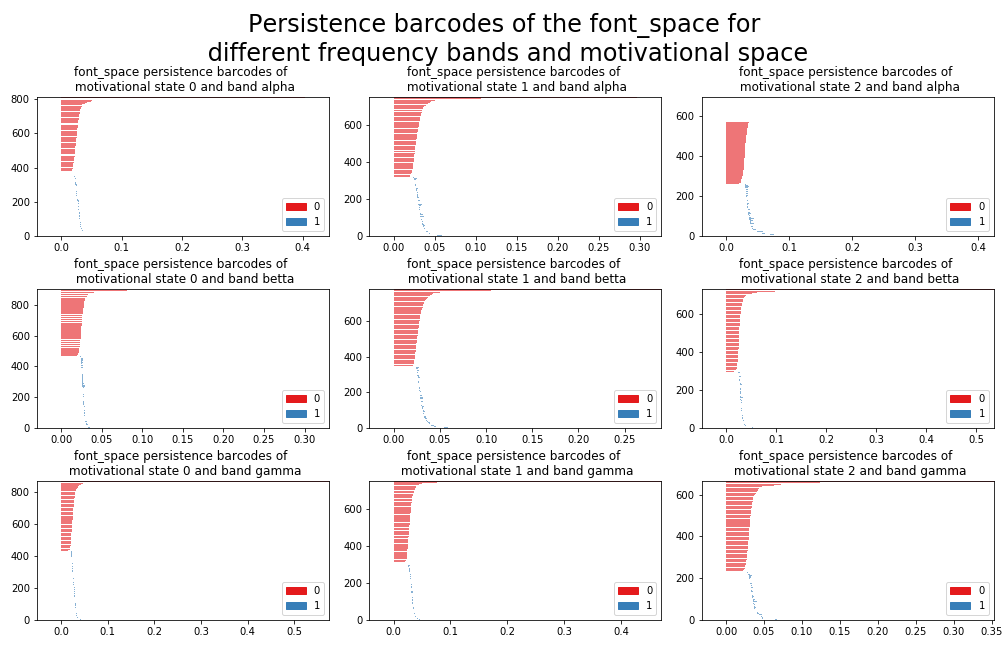 Persistence barcodes of the font_space for
different frequency bands and motivational space
font_space persistence barcodes of
motivational state 0 and band alpha
800
600
400
200
0
0.0 0.1 0.2 0.3 0.4
0
1
font_space persistence barcodes of
motivational state 1 and band alpha
600
400
200
0
0.00 0.05 0.10 0.15 0.20 0.25 0.30
0
1
font_space persistence barcodes of
motivational state 2 and band alpha
600
400
200
0
0.0 0.1 0.2 0.3 0.4
0
1
font_space persistence barcodes of
motivational state 0 and band betta
800
600
400
200
0
0.00 0.05 0.10 0.15 0.20 0.25 0.30
0
1
font_space persistence barcodes of
motivational state 1 and band betta
600
400
200
0
0.00 0.05 0.10 0.15 0.20 0.25
0
1
font_space persistence barcodes of
motivational state 2 and band betta
600
400
200
0
0.0 0.1 0.2 0.3 0.4 0.5
0
1
font_space persistence barcodes of
motivational state 0 and band gamma
800
600
400
200
0
0.0 0.1 0.2 0.3 0.4 0.5
0
1
font_space persistence barcodes of
motivational state 1 and band gamma
600
400
200
0
0.0 0.1 0.2 0.3 0.4
0
1
font_space persistence barcodes of
motivational state 2 and band gamma
600
400
200
0
0.00 0.05 0.10 0.15 0.20 0.25 0.30 0.35
0
1